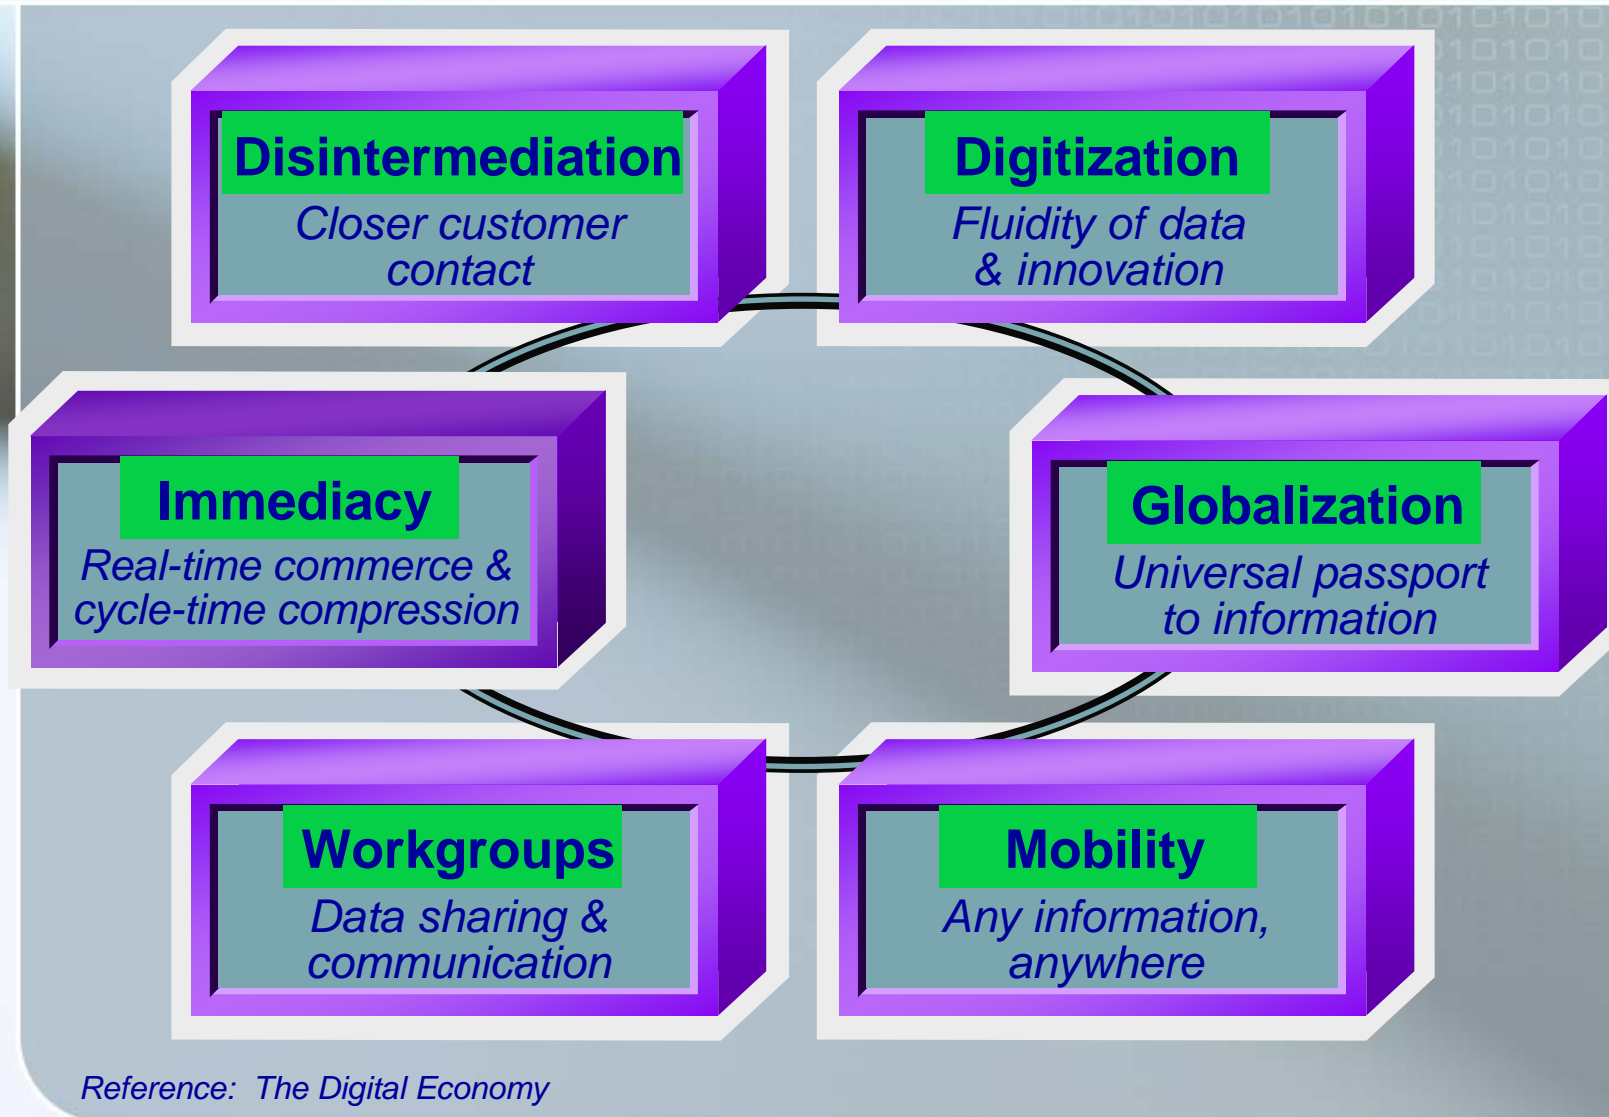 Disintermediation
Closer customer
contact
Digitization
Fluidity of data
& innovation
Immediacy
Real-time commerce &
cycle-time compression
Globalization
Universal passport
to information
Workgroups
Data sharing &
communication
Mobility
Any information,
anywhere
Reference: The Digital Economy